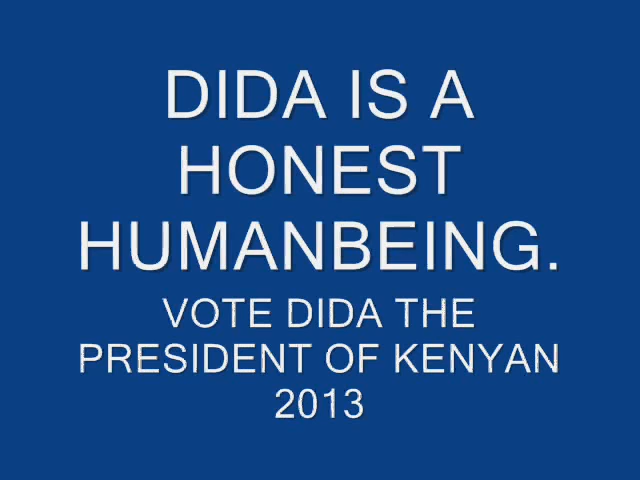 DIDA IS A
HONEST
HUMANBEING.
VOTE DIDA THE
PRESIDENT OF KENYAN
2013